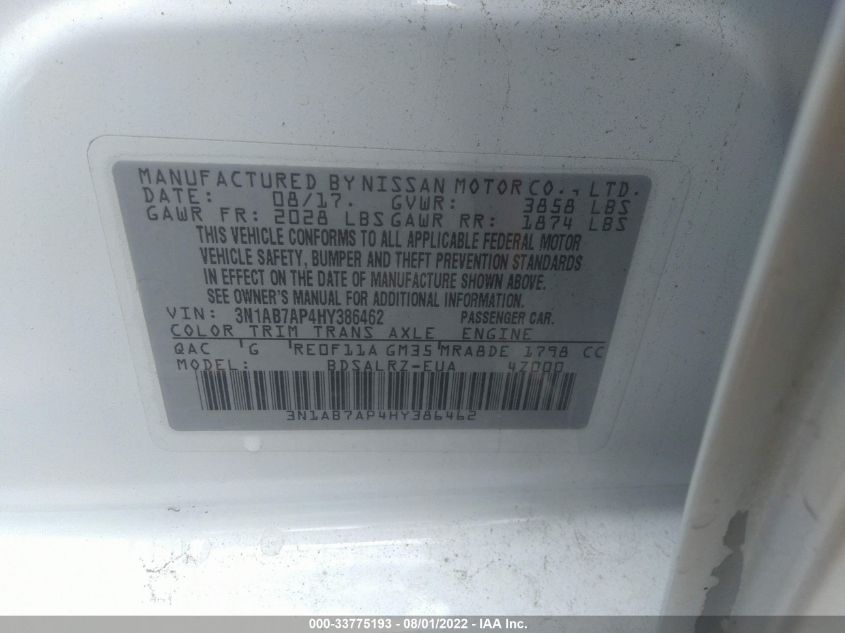 MANUFACTURED BY NISSAN MOTOR CO., LTD.
DATE: 08/17. GVWR: 3858 LBS
GAWR FR: 2028 LBS GAWR RR: 1874 LBS
THIS VEHICLE CONFORMS TO ALL APPLICABLE FEDERAL MOTOR
VEHICLE SAFETY, BUMPER AND THEFT PREVENTION STANDARDS
IN EFFECT ON THE DATE OF MANUFACTURE SHOWN ABOVE.
SEE OWNER'S MANUAL FOR ADDITIONAL INFORMATION.
VIN: 3N1AB7AP4HY386462 PASSENGER CAR.
COLOR TRIM TRANS AXLE ENGINE
QAC G RE0F11A GM35 MRA8DE 1798 CC
MODEL: BDSALRZ-EUA 4Z000
3N1AB7AP4HY386462
000-33775193 - 08/01/2022 - IAA Inc.